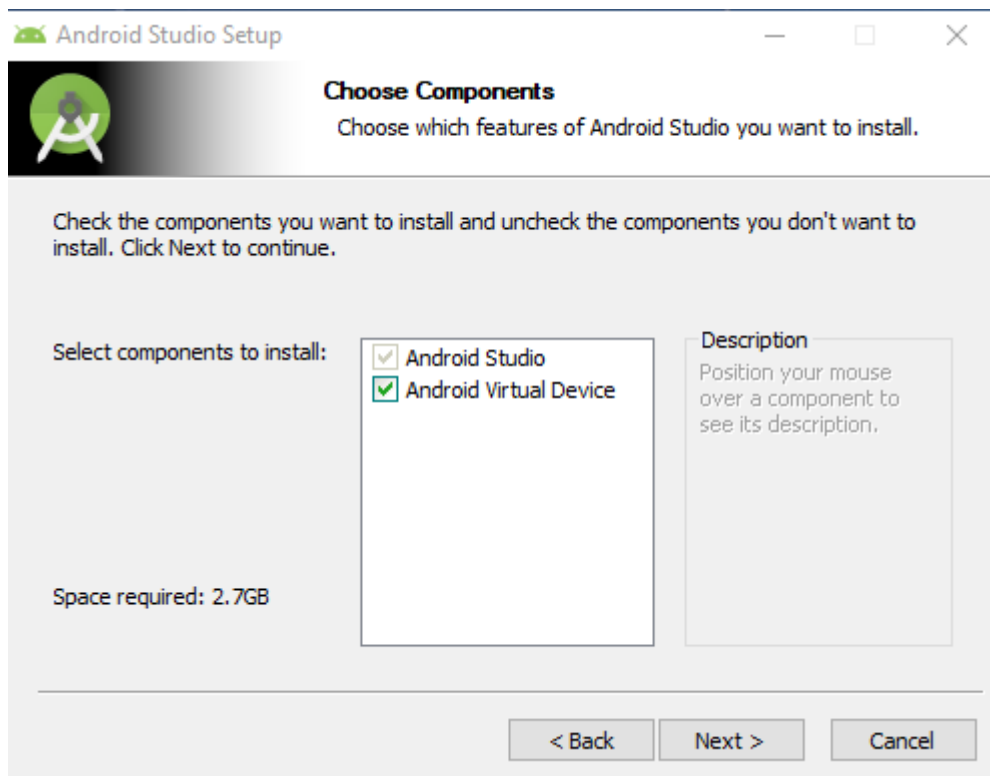 Android Studio Setup
Choose Components
Choose which features of Android Studio you want to install.
Check the components you want to install and uncheck the components you don't want to
install. Click Next to continue.
Select components to install:
Android Studio
Android Virtual Device
Description
Position your mouse
over a component to
see its description.
Space required: 2.7GB
< Back
Next >
Cancel